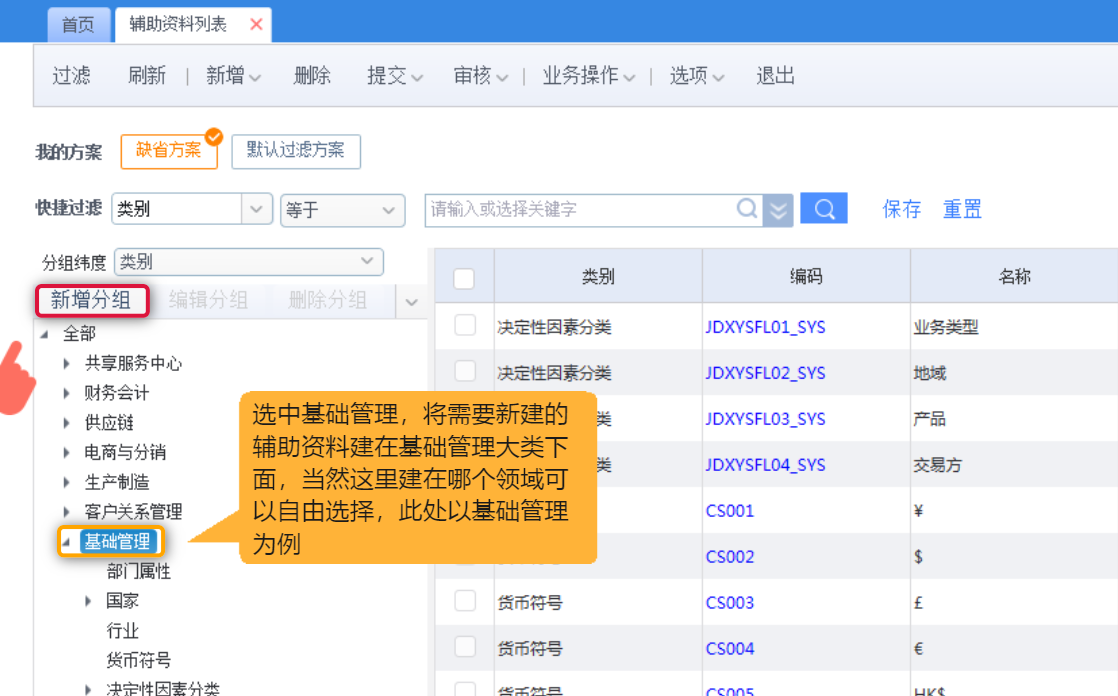 首页 辅助资料列表
过滤 刷新 | 新增 删除 提交 审核 | 业务操作 | 选项 退出
我的方案 缺省方案 默认过滤方案
快捷过滤 类别 等于 请输入或选择关键字 保存 重置
分组纬度 类别
新增分组 编辑分组 删除分组
全部
共享服务中心
财务会计
供应链
电商与分销
生产制造
客户关系管理
基础管理
部门属性
国家
行业
货币符号
决定性因素分类
选中基础管理，将需要新建的
辅助资料建在基础管理大类下
面，当然这里建在哪个领域可
以自由选择，此处以基础管理
为例
类别 编码 名称
决定性因素分类 JDXYSFL01_SYS 业务类型
决定性因素分类 JDXYSFL02_SYS 地域
类 JDXYSFL03_SYS 产品
类 JDXYSFL04_SYS 交易方
CS001 ¥
CS002 $
货币符号 CS003 £
货币符号 CS004 €
货币符号 CS005 HK$